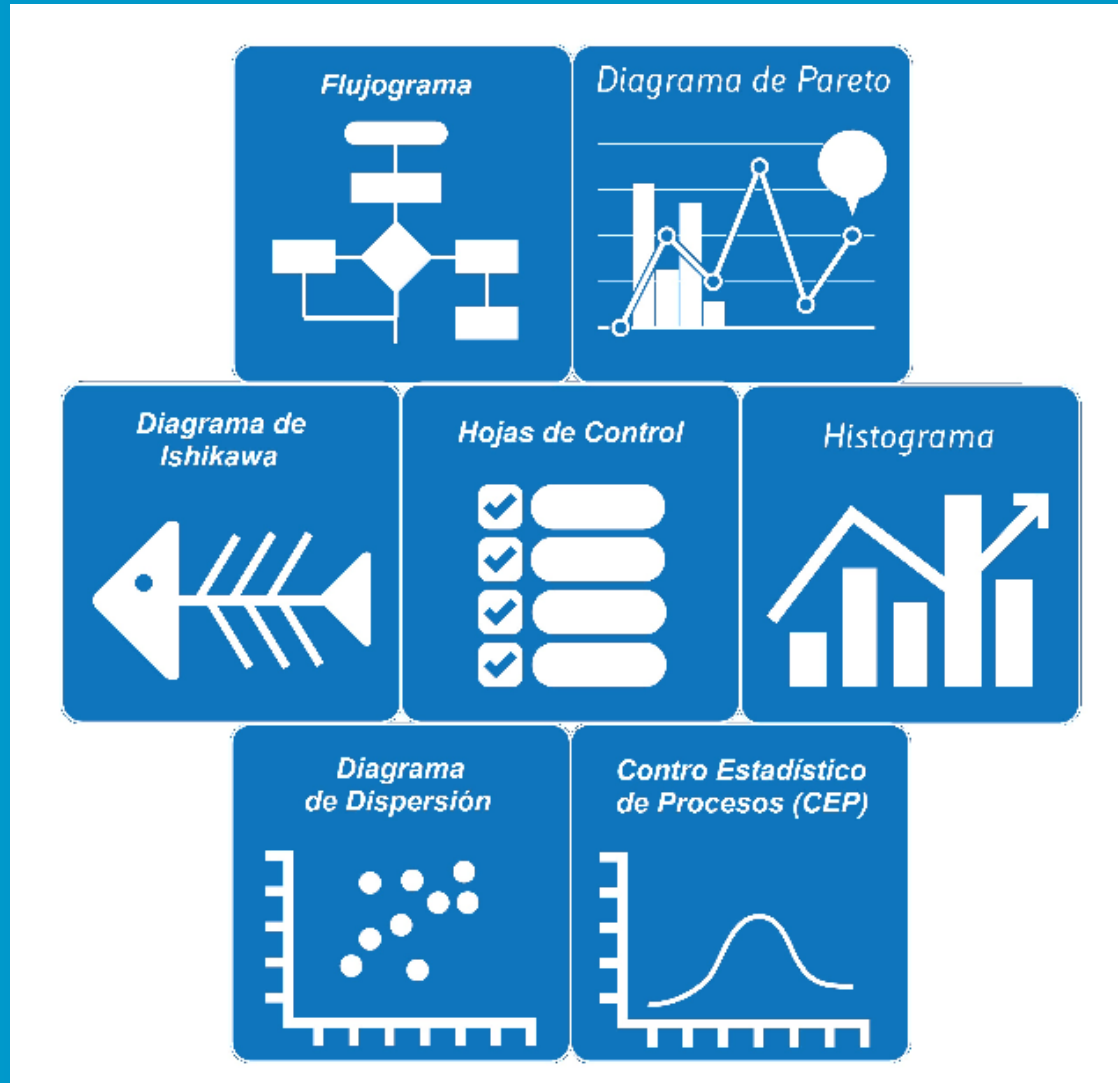 Flujograma
Diagrama de Pareto
Diagrama de
Ishikawa
Hojas de Control
Histograma
Diagrama
de Dispersión
Contro Estadístico
de Procesos (CEP)